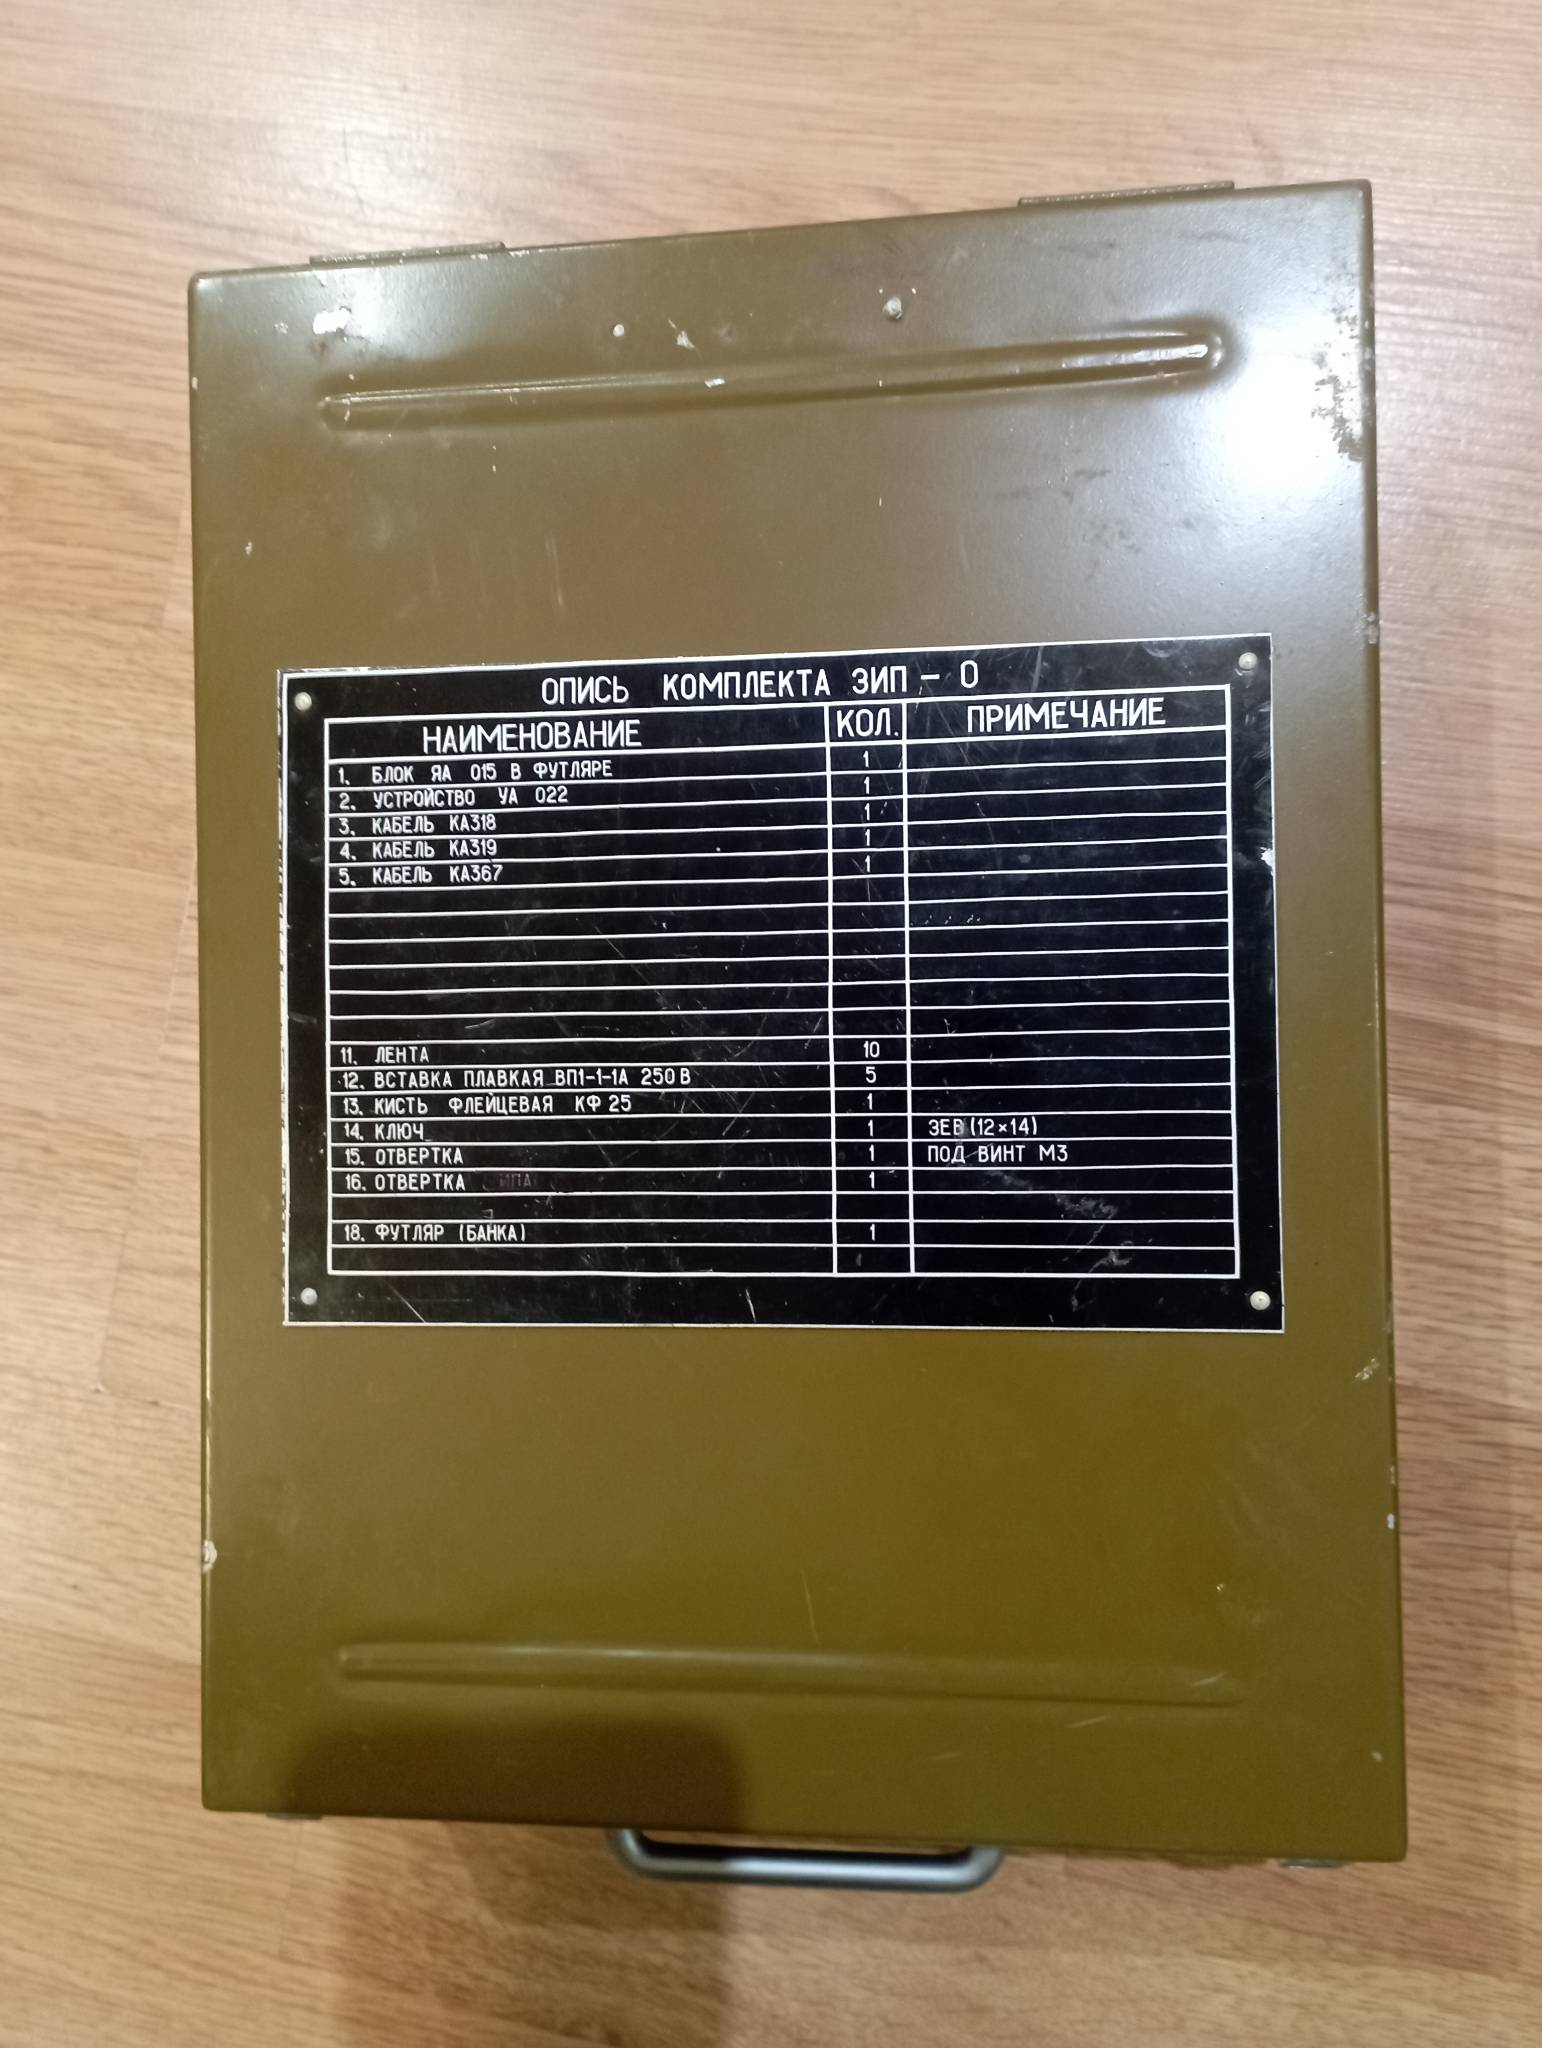 ОПИСЬ КОМПЛЕКТА ЗИП – О
НАИМЕНОВАНИЕ КОЛ. ПРИМЕЧАНИЕ
1. БЛОК ЯА 015 В ФУТЛЯРЕ 1
2. УСТРОЙСТВО УА 022 1
3. КАБЕЛЬ КА318 1
4. КАБЕЛЬ КА319 1
5. КАБЕЛЬ КА367 1
11. ЛЕНТА 10
12. ВСТАВКА ПЛАВКАЯ ВП1-1-1А 250 В 5
13. КИСТЬ ФЛЕЙЦЕВАЯ КФ 25 1
14. КЛЮЧ 1 ЗЕВ (12×14)
15. ОТВЕРТКА 1 ПОД ВИНТ М3
16. ОТВЕРТКА 1
18. ФУТЛЯР (БАНКА) 1